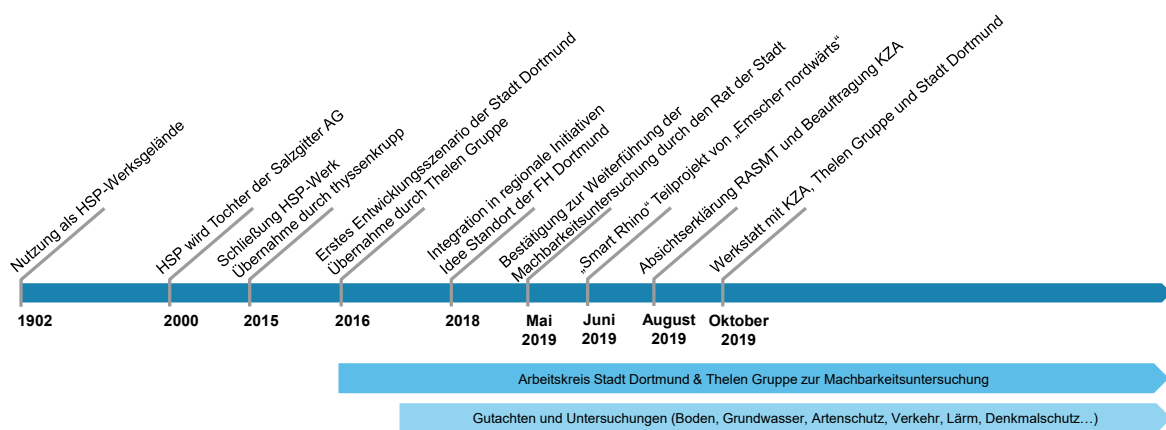 Nutzung als HSP-Werksgelände
HSP wird Tochter der Salzgitter AG
Schließung HSP-Werk
Übernahme durch thyssenkrupp
Erstes Entwicklungsszenario der Stadt Dortmund
Übernahme durch Thelen Gruppe
Integration in regionale Initiativen
Idee Standort der FH Dortmund
Bestätigung zur Weiterführung der
Machbarkeitsuntersuchung durch den Rat der Stadt
„Smart Rhino“ Teilprojekt von „Emscher nordwärts“
Absichtserklärung RASMT und Beauftragung KZA
Werkstatt mit KZA, Thelen Gruppe und Stadt Dortmund
1902
2000
2015
2016
2018
Mai
2019
Juni
2019
August
2019
Oktober
2019
Arbeitskreis Stadt Dortmund & Thelen Gruppe zur Machbarkeitsuntersuchung
Gutachten und Untersuchungen (Boden, Grundwasser, Artenschutz, Verkehr, Lärm, Denkmalschutz…)